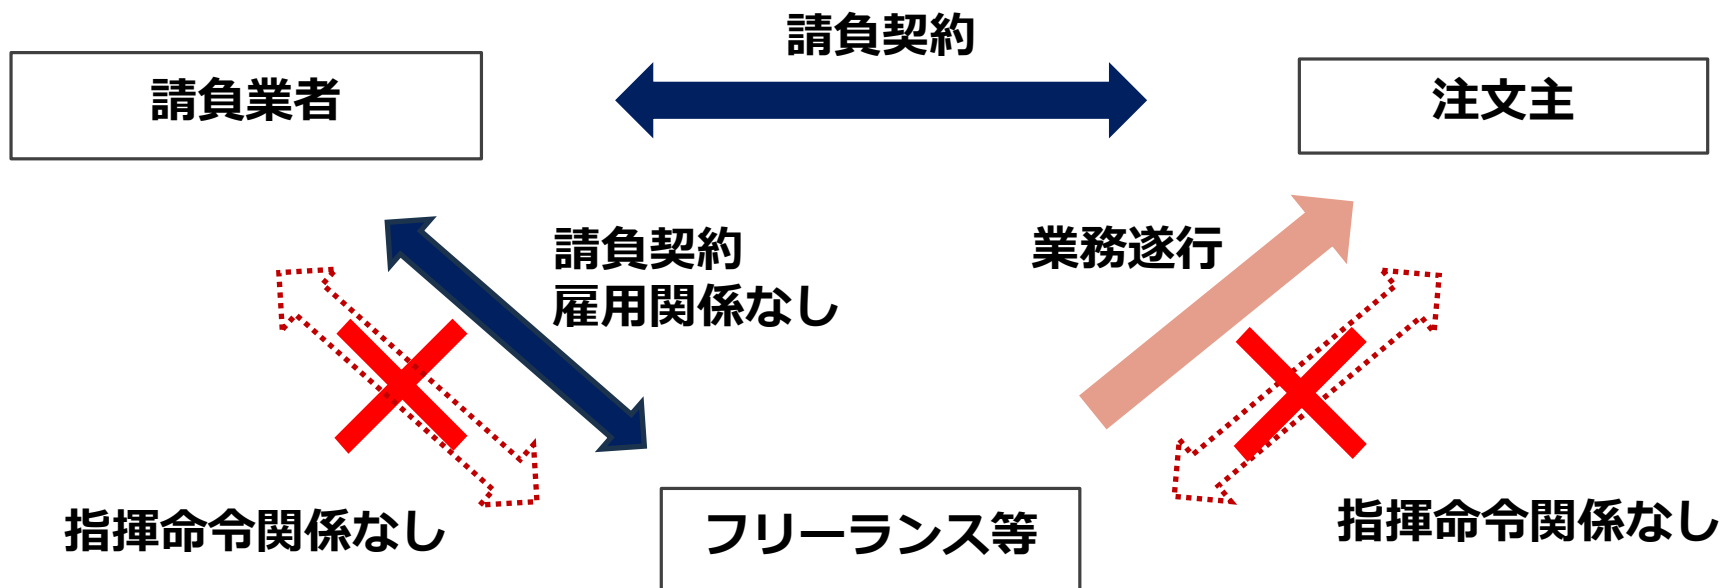 請負契約
請負業者
注文主
請負契約
雇用関係なし
業務遂行
指揮命令関係なし
フリーランス等
指揮命令関係なし